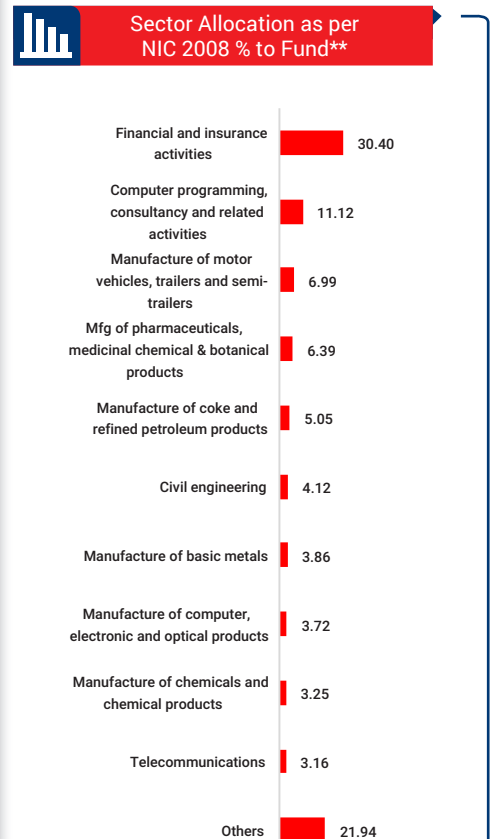 Sector Allocation as per
NIC 2008 % to Fund**
Financial and insurance
activities
30.40
Computer programming,
consultancy and related
activities
11.12
Manufacture of motor
vehicles, trailers and semi-
trailers
6.99
Mfg of pharmaceuticals,
medicinal chemical & botanical
products
6.39
Manufacture of coke and
refined petroleum products
5.05
Civil engineering
4.12
Manufacture of basic metals
3.86
Manufacture of computer,
electronic and optical products
3.72
Manufacture of chemicals and
chemical products
3.25
Telecommunications
3.16
Others
21.94